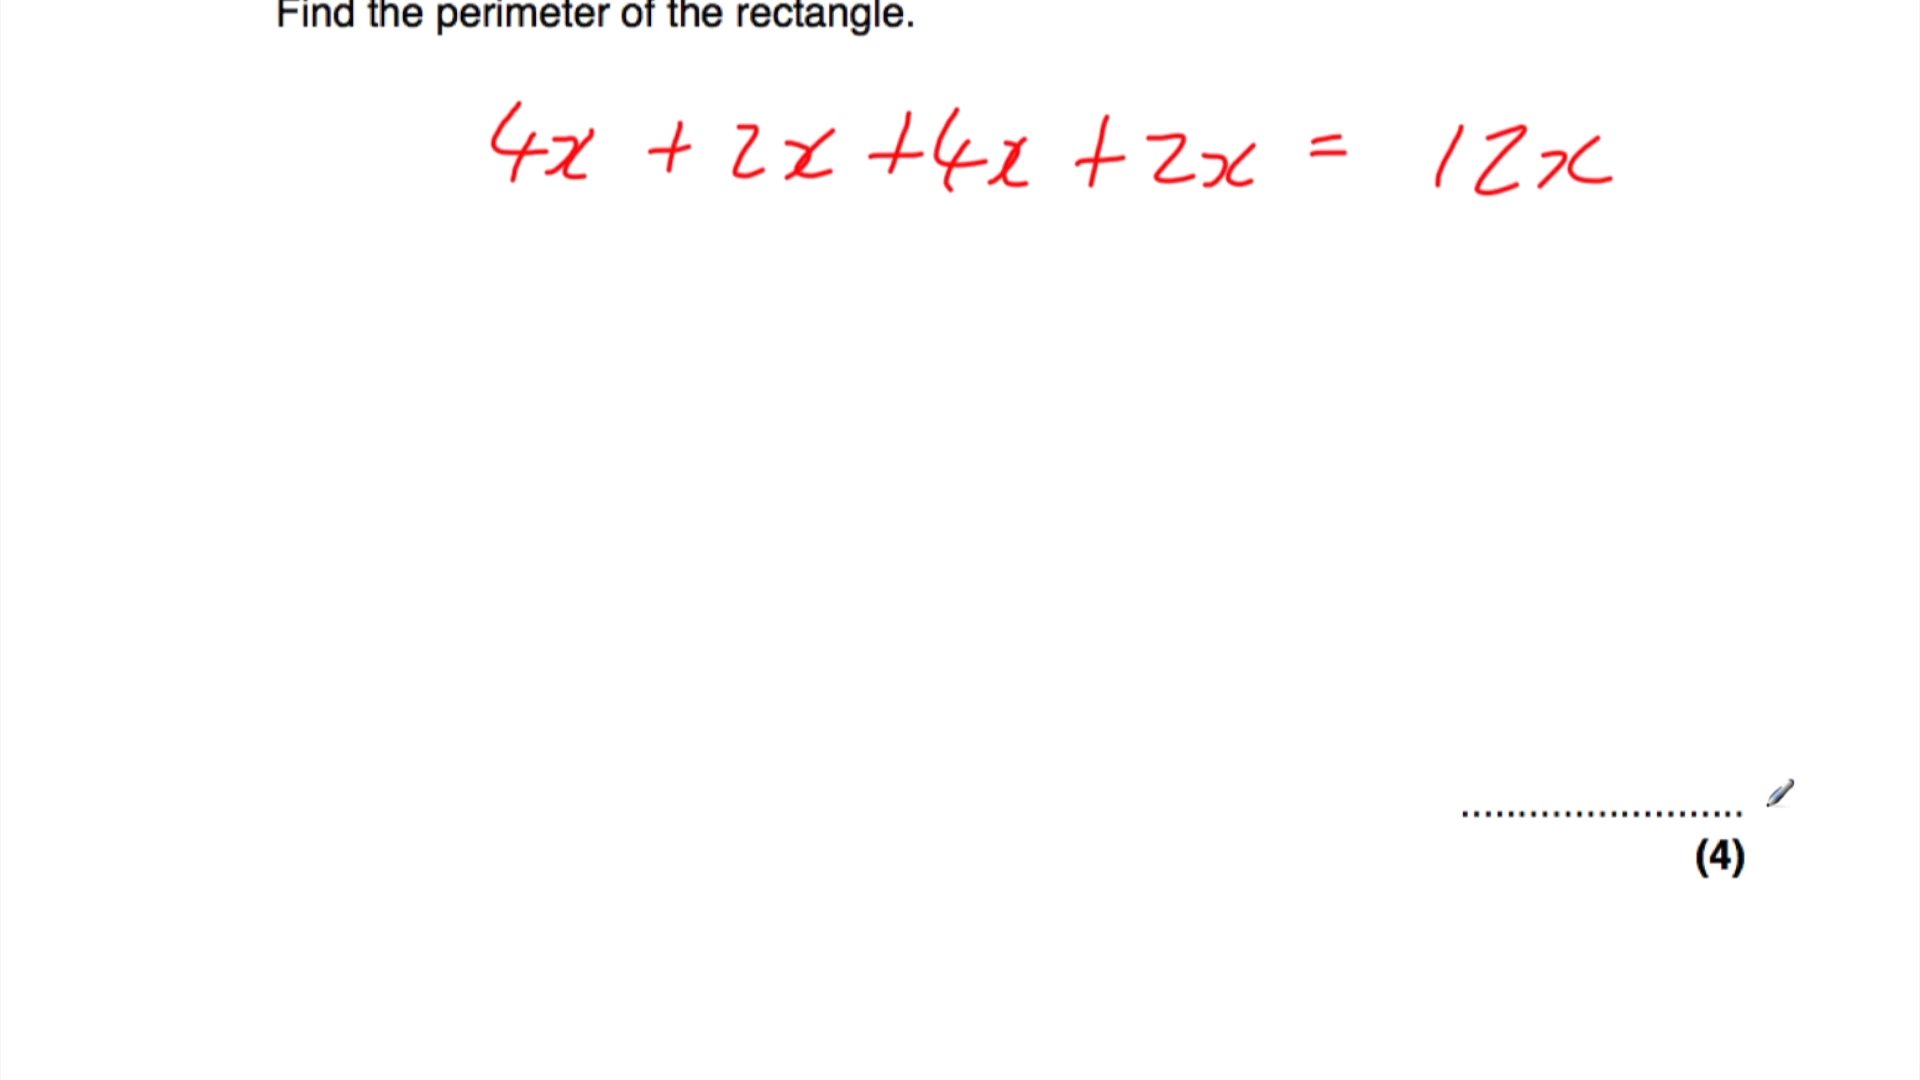 Find the perimeter of the rectangle.
4x + 2x + 4x + 2x = 12x
.........................
(4)